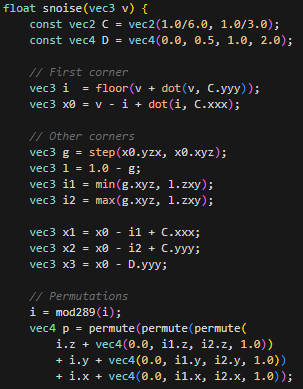 float snoise(vec3 v) {
const vec2 C = vec2(1.0/6.0, 1.0/3.0);
const vec4 D = vec4(0.0, 0.5, 1.0, 2.0);
// First corner
vec3 i  = floor(v + dot(v, C.yyy));
vec3 x0 = v - i + dot(i, C.xxx);
// Other corners
vec3 g = step(x0.yzx, x0.xyz);
vec3 l = 1.0 - g;
vec3 i1 = min(g.xyz, l.zxy);
vec3 i2 = max(g.xyz, l.zxy);
vec3 x1 = x0 - i1 + C.xxx;
vec3 x2 = x0 - i2 + C.yyy;
vec3 x3 = x0 - D.yyy;
// Permutations
i = mod289(i);
vec4 p = permute(permute(permute(
i.z + vec4(0.0, i1.z, i2.z, 1.0))
+ i.y + vec4(0.0, i1.y, i2.y, 1.0))
+ i.x + vec4(0.0, i1.x, i2.x, 1.0));